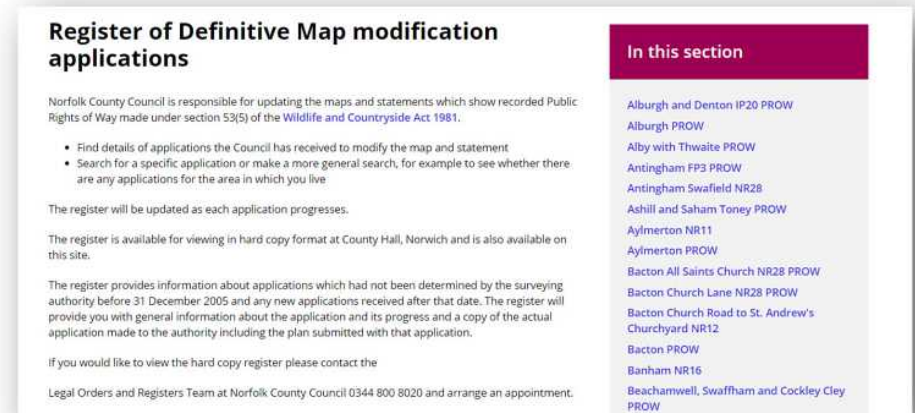 Register of Definitive Map modification
applications
Norfolk County Council is responsible for updating the maps and statements which show recorded Public
Rights of Way made under section 53(5) of the Wildlife and Countryside Act 1981.
• Find details of applications the Council has received to modify the map and statement
• Search for a specific application or make a more general search, for example to see whether there
are any applications for the area in which you live
The register will be updated as each application progresses.
The register is available for viewing in hard copy format at County Hall, Norwich and is also available on
this site.
The register provides information about applications which had not been determined by the surveying
authority before 31 December 2005 and any new applications received after that date. The register will
provide you with general information about the application and its progress and a copy of the actual
application made to the authority including the plan submitted with that application.
If you would like to view the hard copy register please contact the
Legal Orders and Registers Team at Norfolk County Council 0344 800 8020 and arrange an appointment.
In this section
Alburgh and Denton IP20 PROW
Alburgh PROW
Alby with Thwaite PROW
Antingham FP3 PROW
Antingham Swafield NR28
Ashill and Saham Toney PROW
Aylmerton NR11
Aylmerton PROW
Bacton All Saints Church NR28 PROW
Bacton Church Lane NR28 PROW
Bacton Church Road to St. Andrew's
Churchyard NR12
Bacton PROW
Banham NR16
Beachamwell, Swaffham and Cockley Cley
PROW